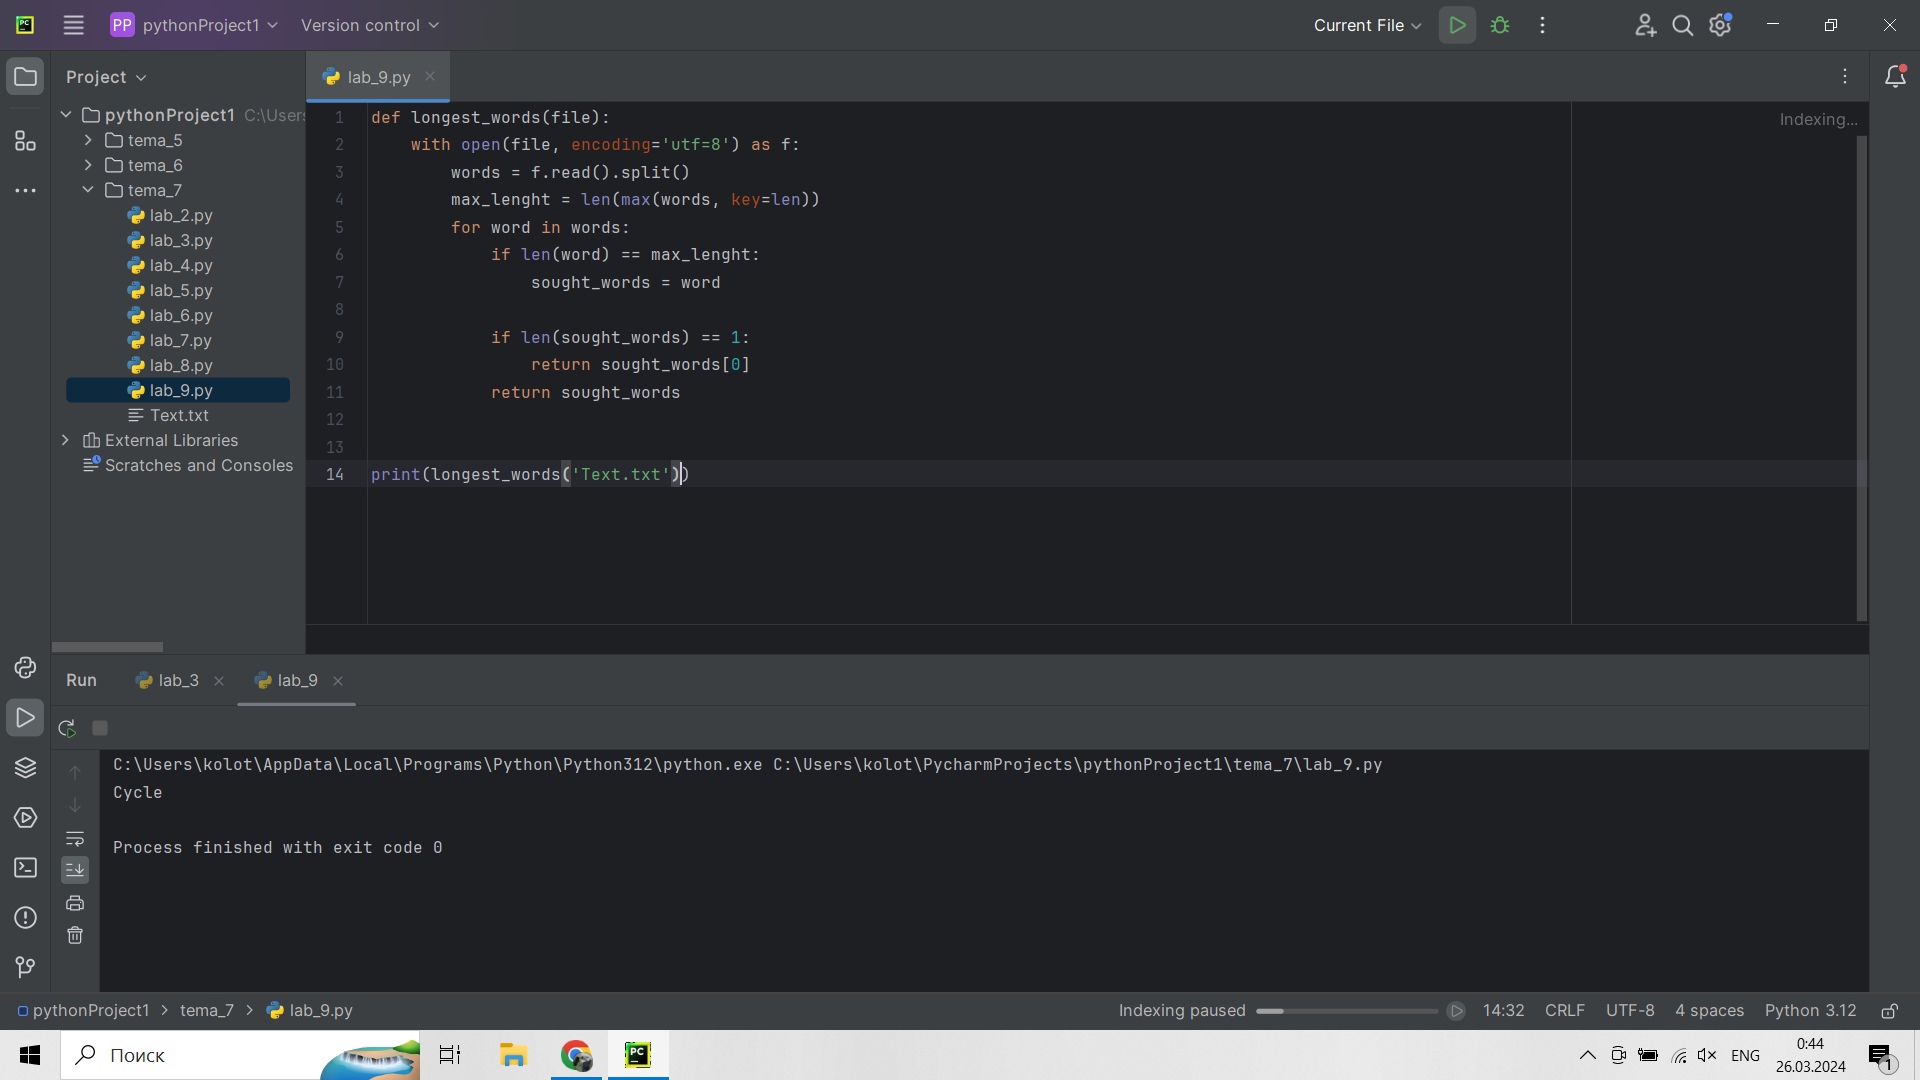 PP pythonProject1 Version control Current File
Project
lab_9.py
pythonProject1 C:\Users
tema_5
tema_6
tema_7
lab_2.py
lab_3.py
lab_4.py
lab_5.py
lab_6.py
lab_7.py
lab_8.py
lab_9.py
Text.txt
External Libraries
Scratches and Consoles
Indexing...
1 def longest_words(file):
2 with open(file, encoding='utf=8') as f:
3 words = f.read().split()
4 max_lenght = len(max(words, key=len))
5 for word in words:
6 if len(word) == max_lenght:
7 sought_words = word
8
9 if len(sought_words) == 1:
10 return sought_words[0]
11 return sought_words
12
13
14 print(longest_words('Text.txt'))
Run lab_3 lab_9
C:\Users\kolot\AppData\Local\Programs\Python\Python312\python.exe C:\Users\kolot\PycharmProjects\pythonProject1\tema_7\lab_9.py
Cycle
Process finished with exit code 0
pythonProject1 > tema_7 > lab_9.py Indexing paused 14:32 CRLF UTF-8 4 spaces Python 3.12
Поиск
PC
ENG
0:44
26.03.2024
1